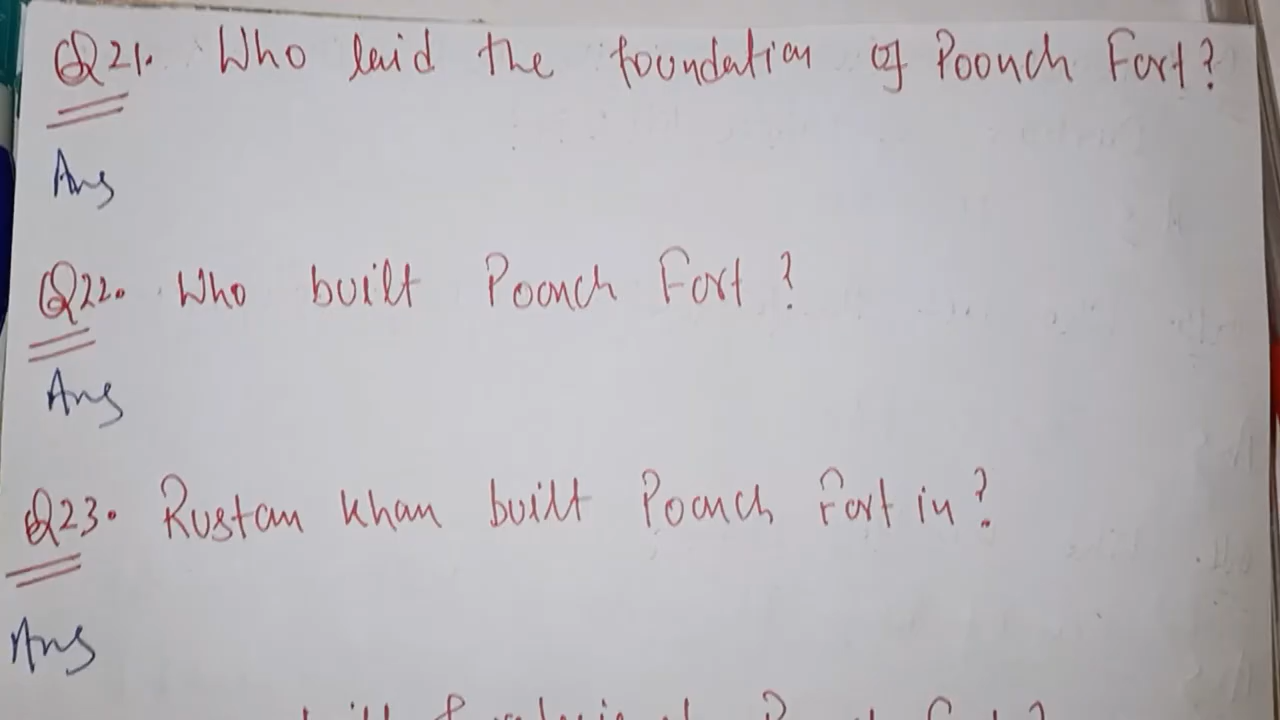 Q21. Who laid the foundation of Poonch Fort?
Ans
Q22. Who built Poonch Fort?
Ans
Q23. Rustam Khan built Poonch Fort in?
Ans